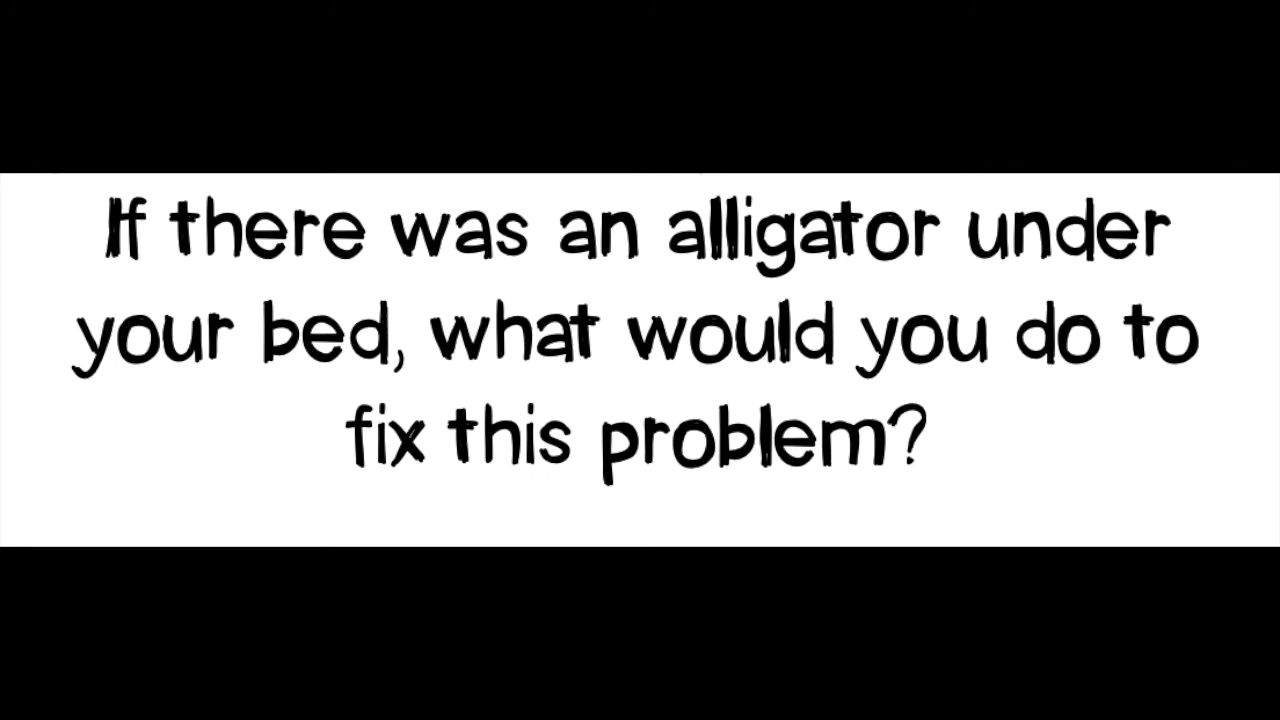 If there was an alligator under
your bed, what would you do to
fix this problem?